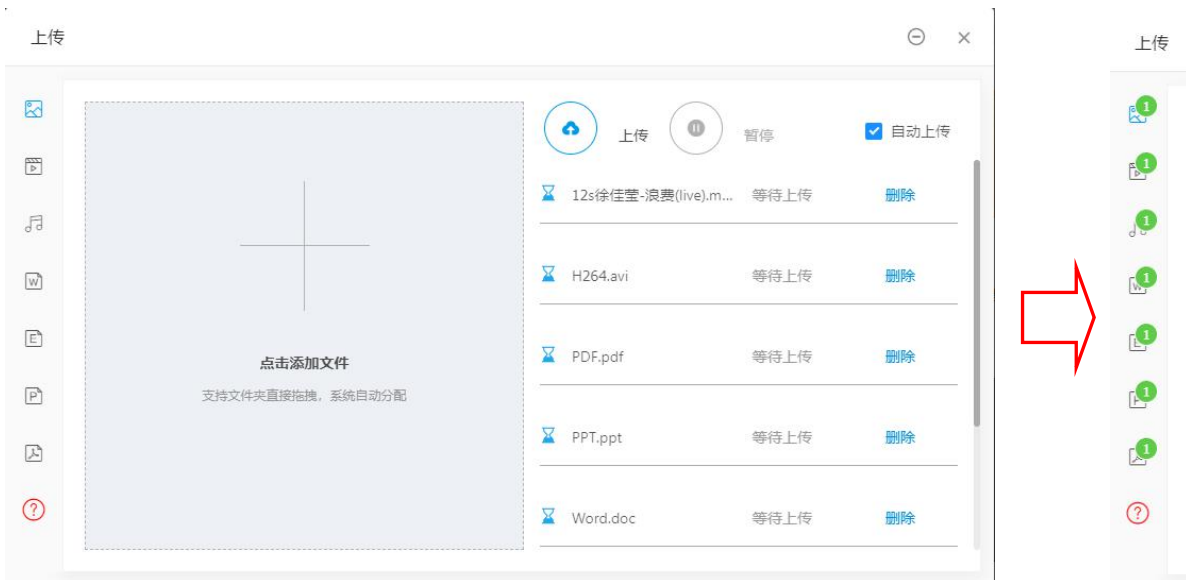 上传
上传 暂停 自动上传
12s徐佳莹-浪费(live).m... 等待上传 删除
H264.avi 等待上传 删除
点击添加文件
支持文件夹直接拖拽，系统自动分配
PDF.pdf 等待上传 删除
PPT.ppt 等待上传 删除
Word.doc 等待上传 删除
W
E
P
?
上传
1
1
1
1
1
1
1
?